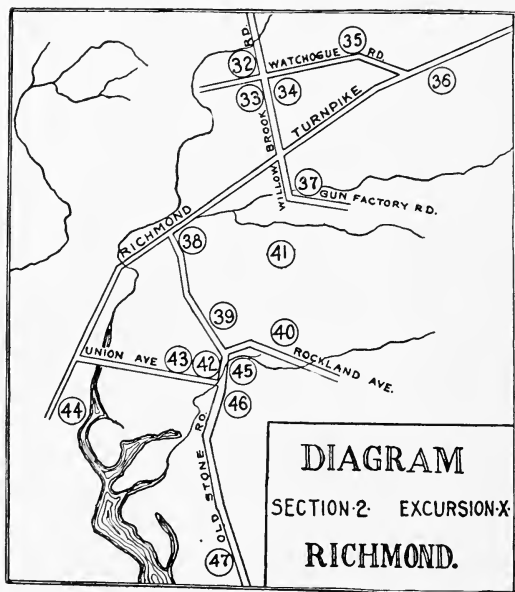 RD.
35
32
WATCHOGUE RD.
36
33
34
TURNPIKE
WILLOW BROOK
37
GUN FACTORY RD.
RICHMOND
38
41
39
40
UNION AVE
43
42
ROCKLAND AVE.
45
44
46
OLD STONE RD.
47
DIAGRAM
SECTION·2· EXCURSION·X·
RICHMOND.